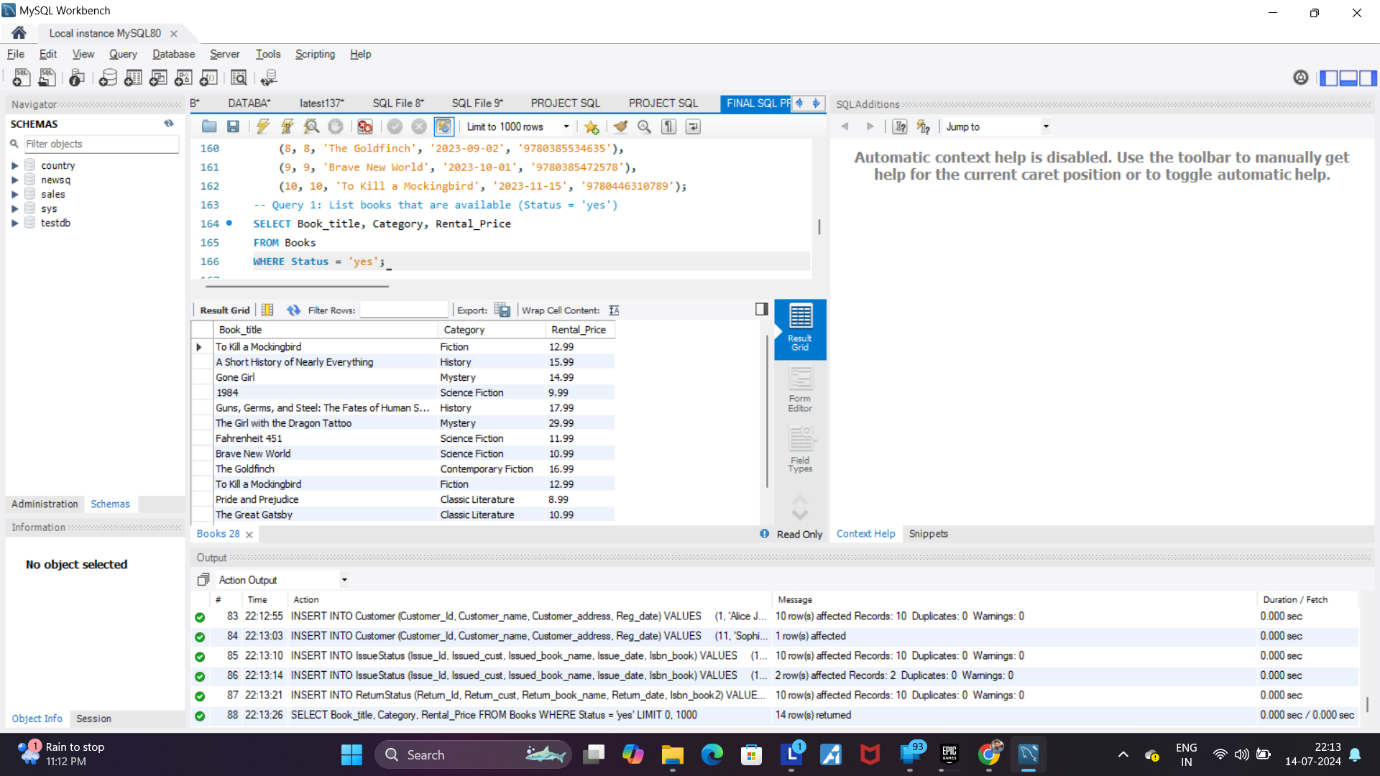 MySQL Workbench
Local instance MySQL80
File Edit View Query Database Server Tools Scripting Help
Navigator
SCHEMAS
Filter objects
country
newsq
sales
sys
testdb
Administration Schemas
Information
No object selected
Object Info Session
B* DATABA* latest137* SQL File 8* SQL File 9* PROJECT SQL PROJECT SQL FINAL SQL PR
Limit to 1000 rows
160 (8, 8, 'The Goldfinch', '2023-09-02', '9780385534635'),
161 (9, 9, 'Brave New World', '2023-10-01', '9780385472578'),
162 (10, 10, 'To Kill a Mockingbird', '2023-11-15', '9780446310789');
163 -- Query 1: List books that are available (Status = 'yes')
164 SELECT Book_title, Category, Rental_Price
165 FROM Books
166 WHERE Status = 'yes';
Result Grid Filter Rows: Export: Wrap Cell Content:
Book_title Category Rental_Price
To Kill a Mockingbird Fiction 12.99
A Short History of Nearly Everything History 15.99
Gone Girl Mystery 14.99
1984 Science Fiction 9.99
Guns, Germs, and Steel: The Fates of Human S... History 17.99
The Girl with the Dragon Tattoo Mystery 29.99
Fahrenheit 451 Science Fiction 11.99
Brave New World Science Fiction 10.99
The Goldfinch Contemporary Fiction 16.99
To Kill a Mockingbird Fiction 12.99
Pride and Prejudice Classic Literature 8.99
The Great Gatsby Classic Literature 10.99
Result
Grid
Form
Editor
Field
Types
Books 28 Read Only
SQLAdditions
Jump to
Automatic context help is disabled. Use the toolbar to manually get
help for the current caret position or to toggle automatic help.
Context Help Snippets
Output
Action Output
# Time Action Message Duration / Fetch
83 22:12:55 INSERT INTO Customer (Customer_Id, Customer_name, Customer_address, Reg_date) VALUES (1, 'Alice J... 10 row(s) affected Records: 10 Duplicates: 0 Warnings: 0 0.000 sec
84 22:13:03 INSERT INTO Customer (Customer_Id, Customer_name, Customer_address, Reg_date) VALUES (11, 'Sophi... 1 row(s) affected 0.000 sec
85 22:13:10 INSERT INTO IssueStatus (Issue_Id, Issued_cust, Issued_book_name, Issue_date, Isbn_book) VALUES (1... 10 row(s) affected Records: 10 Duplicates: 0 Warnings: 0 0.000 sec
86 22:13:14 INSERT INTO IssueStatus (Issue_Id, Issued_cust, Issued_book_name, Issue_date, Isbn_book) VALUES (1... 2 row(s) affected Records: 2 Duplicates: 0 Warnings: 0 0.000 sec
87 22:13:21 INSERT INTO ReturnStatus (Return_Id, Return_cust, Return_book_name, Return_date, Isbn_book2) VALUE... 10 row(s) affected Records: 10 Duplicates: 0 Warnings: 0 0.000 sec
88 22:13:26 SELECT Book_title, Category, Rental_Price FROM Books WHERE Status = 'yes' LIMIT 0, 1000 14 row(s) returned 0.000 sec / 0.000 sec
1 Rain to stop
11:12 PM
Search
1
93
EPIC
GAMES
ENG
IN
22:13
14-07-2024